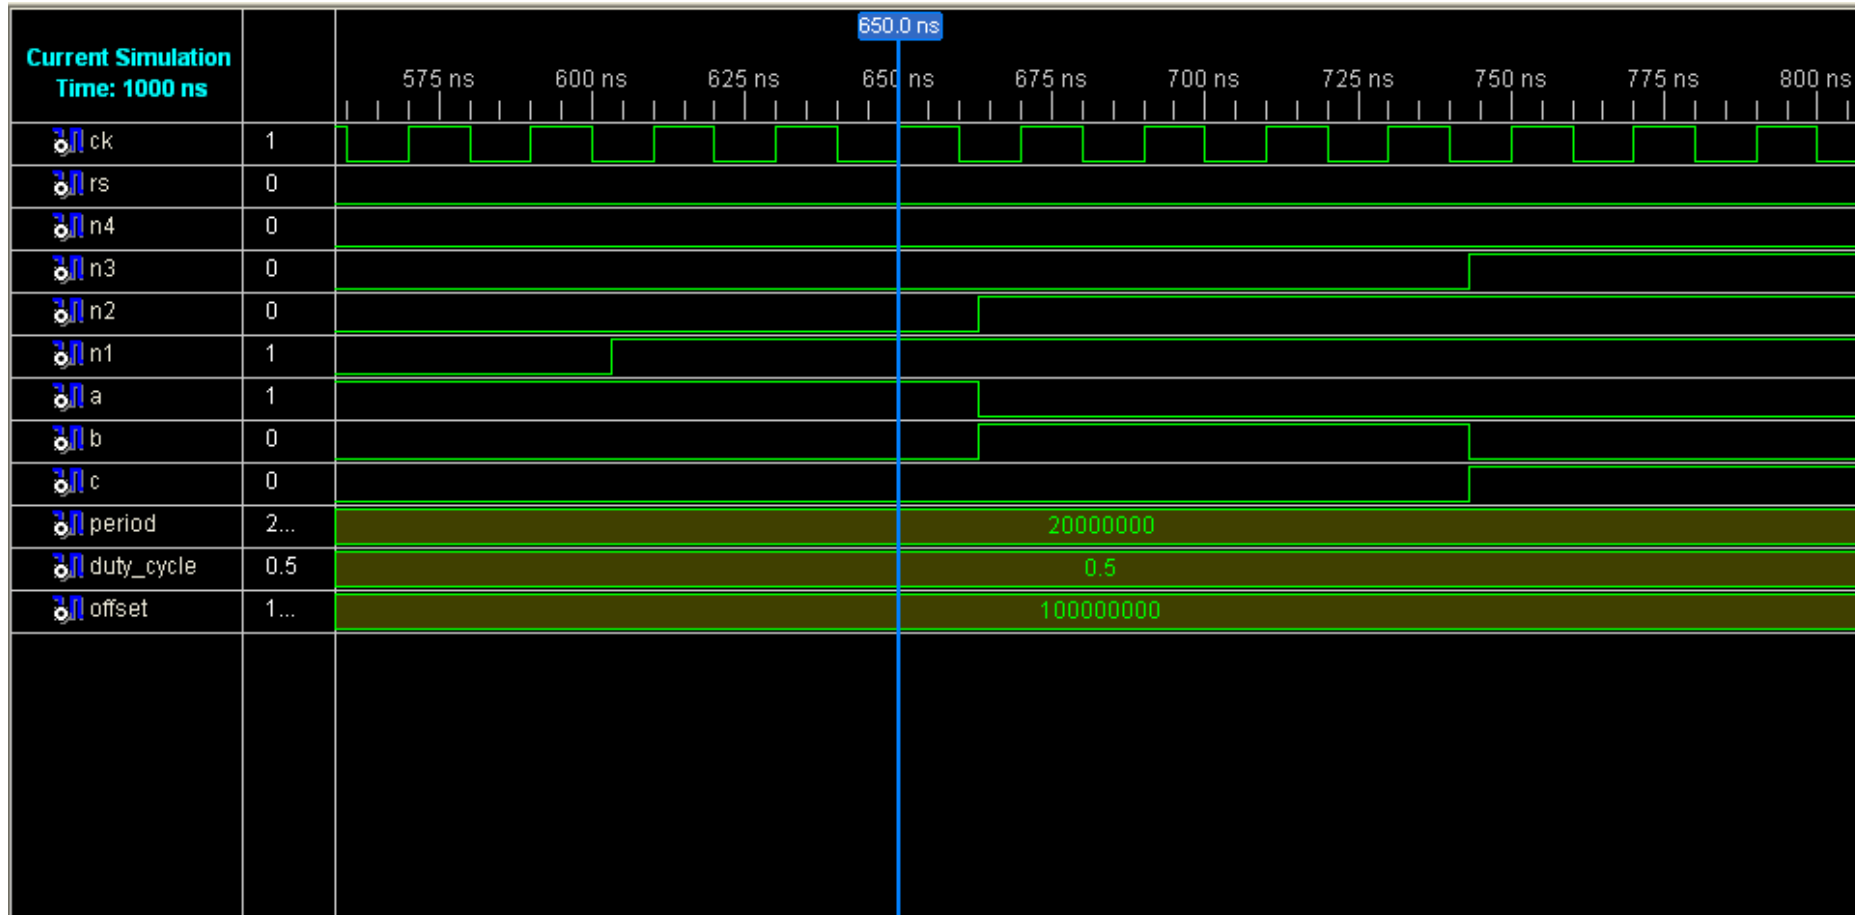 650.0 ns
Current Simulation
Time: 1000 ns
575 ns 600 ns 625 ns 650 ns 675 ns 700 ns 725 ns 750 ns 775 ns 800 ns
ck 1
rs 0
n4 0
n3 0
n2 0
n1 1
a 1
b 0
c 0
period 2... 20000000
duty_cycle 0.5 0.5
offset 1... 100000000